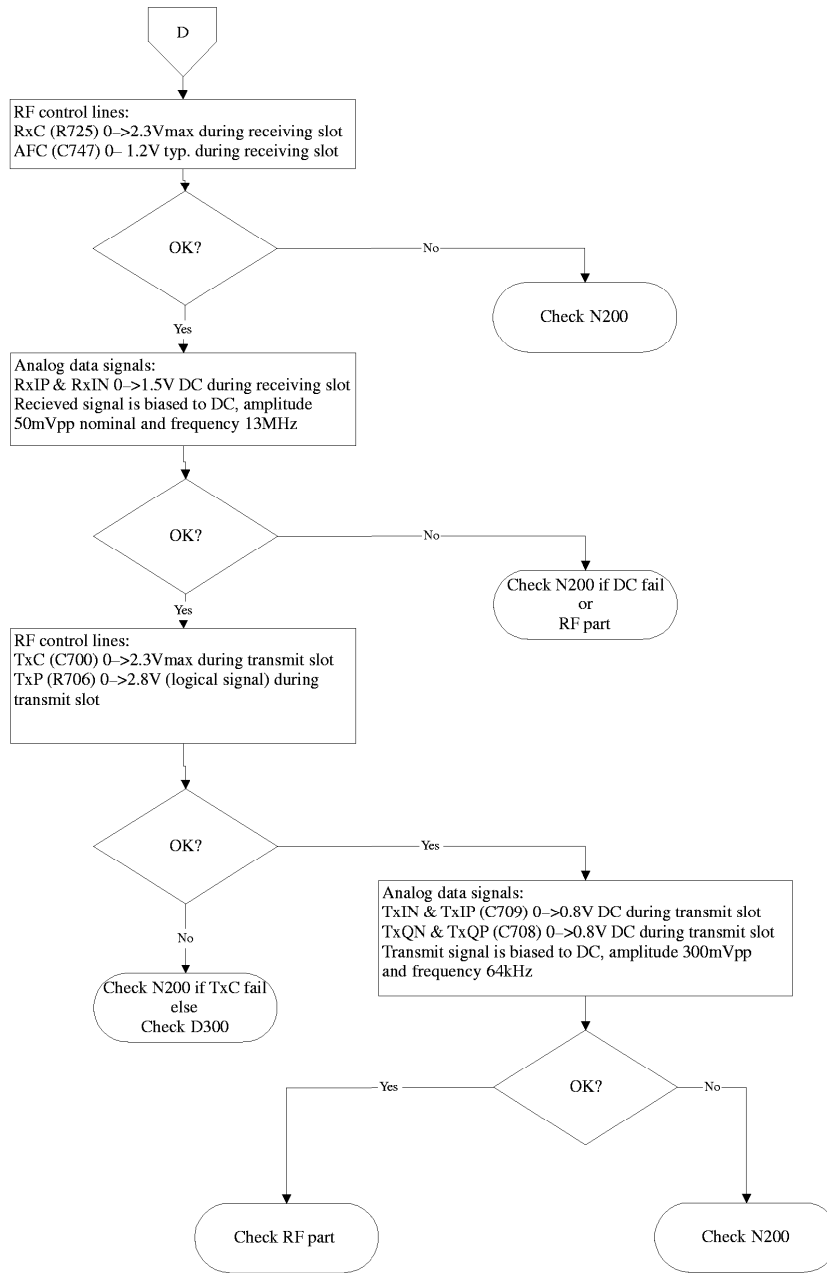 D
RF control lines:
RxC (R725) 0–>2.3Vmax during receiving slot
AFC (C747) 0– 1.2V typ. during receiving slot
OK?
No
Check N200
Yes
Analog data signals:
RxIP & RxIN 0–>1.5V DC during receiving slot
Recieved signal is biased to DC, amplitude
50mVpp nominal and frequency 13MHz
OK?
No
Check N200 if DC fail
or
RF part
Yes
RF control lines:
TxC (C700) 0–>2.3Vmax during transmit slot
TxP (R706) 0–>2.8V (logical signal) during
transmit slot
OK?
Yes
Analog data signals:
TxIN & TxIP (C709) 0–>0.8V DC during transmit slot
TxQN & TxQP (C708) 0–>0.8V DC during transmit slot
Transmit signal is biased to DC, amplitude 300mVpp
and frequency 64kHz
No
Check N200 if TxC fail
else
Check D300
OK?
Yes
No
Check RF part
Check N200